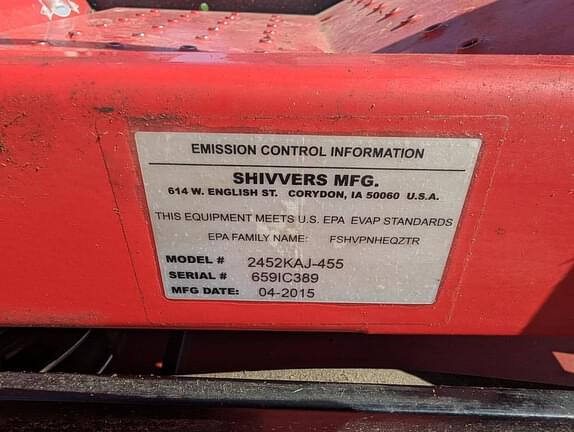 EMISSION CONTROL INFORMATION
SHIVVERS MFG.
614 W. ENGLISH ST. CORYDON, IA 50060 U.S.A.
THIS EQUIPMENT MEETS U.S. EPA EVAP STANDARDS
EPA FAMILY NAME: FSHVPNHEQZTR
MODEL # 2452KAJ-455
SERIAL # 659IC389
MFG DATE: 04-2015